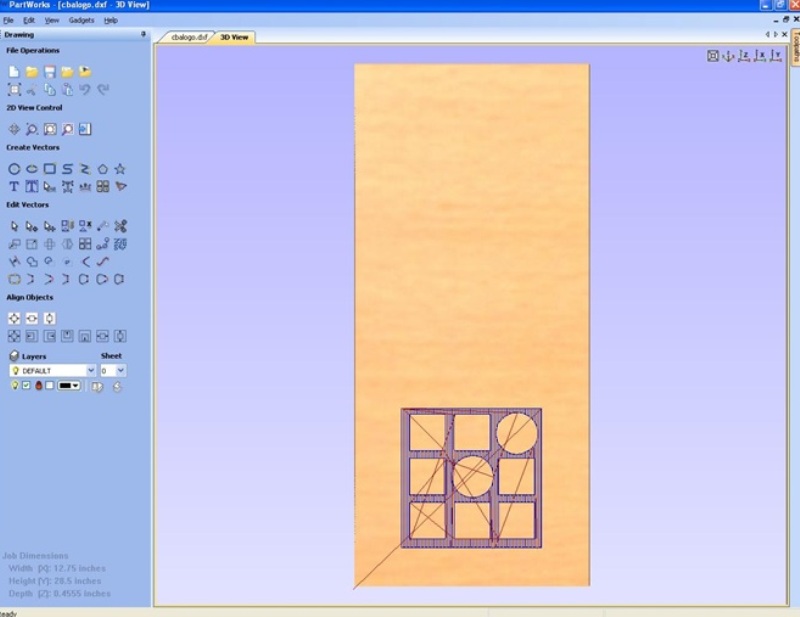 PartWorks - [cbalogo.dxf - 3D View]
File Edit View Gadgets Help
Drawing
cbalogo.dxf 3D View
Toolpaths
File Operations
2D View Control
Create Vectors
Edit Vectors
Align Objects
Layers Sheet
DEFAULT 0
Job Dimensions
Width [X]: 12.75 inches
Height [Y]: 28.5 inches
Depth [Z]: 0.4555 inches
Ready